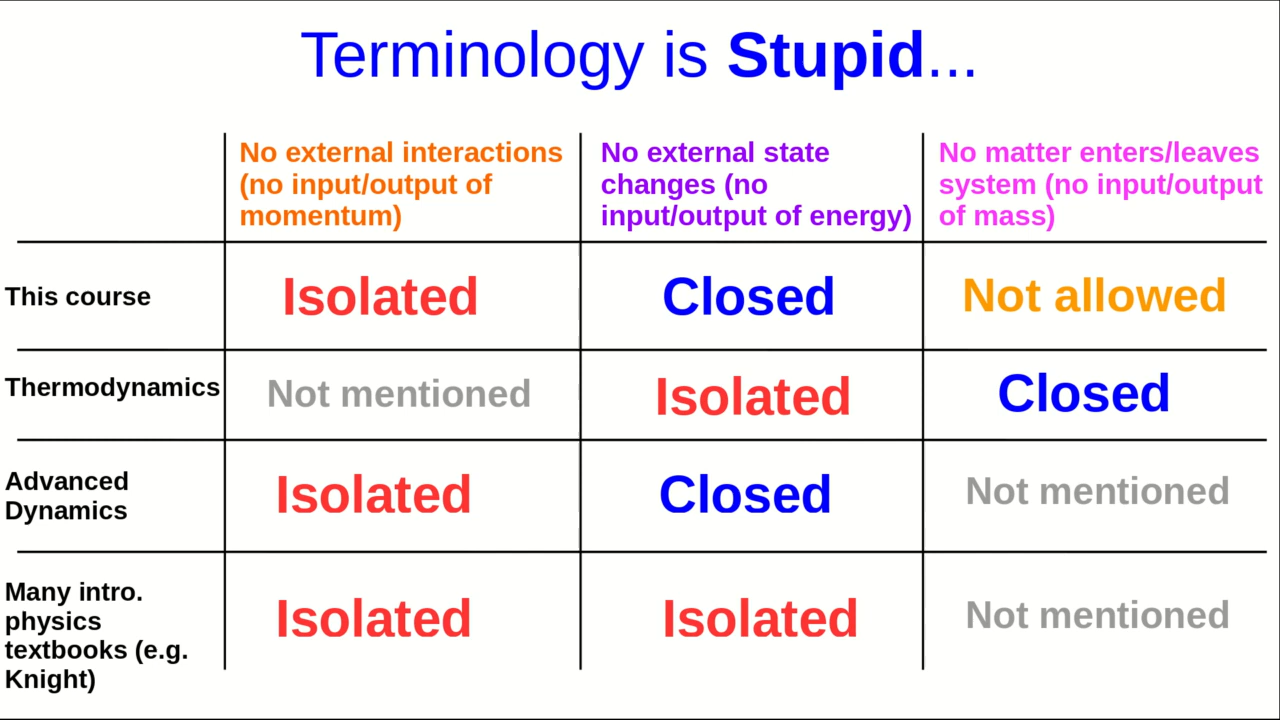 Terminology is Stupid...
No external interactions
(no input/output of
momentum)
No external state
changes (no
input/output of energy)
No matter enters/leaves
system (no input/output
of mass)
This course
Isolated
Closed
Not allowed
Thermodynamics
Not mentioned
Isolated
Closed
Advanced
Dynamics
Isolated
Closed
Not mentioned
Many intro.
physics
textbooks (e.g.
Knight)
Isolated
Isolated
Not mentioned